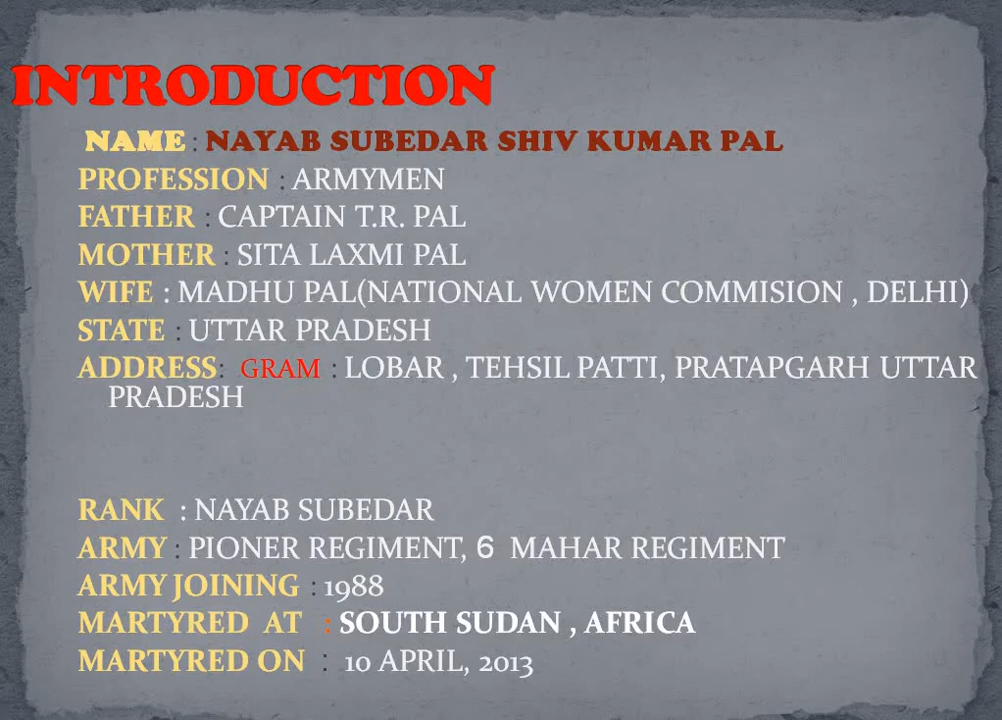 INTRODUCTION
NAME : NAYAB SUBEDAR SHIV KUMAR PAL
PROFESSION : ARMYMEN
FATHER : CAPTAIN T.R. PAL
MOTHER : SITA LAXMI PAL
WIFE : MADHU PAL(NATIONAL WOMEN COMMISION , DELHI)
STATE : UTTAR PRADESH
ADDRESS: GRAM : LOBAR , TEHSIL PATTI, PRATAPGARH UTTAR
PRADESH
RANK : NAYAB SUBEDAR
ARMY : PIONER REGIMENT, 6 MAHAR REGIMENT
ARMY JOINING : 1988
MARTYRED AT : SOUTH SUDAN , AFRICA
MARTYRED ON : 10 APRIL, 2013